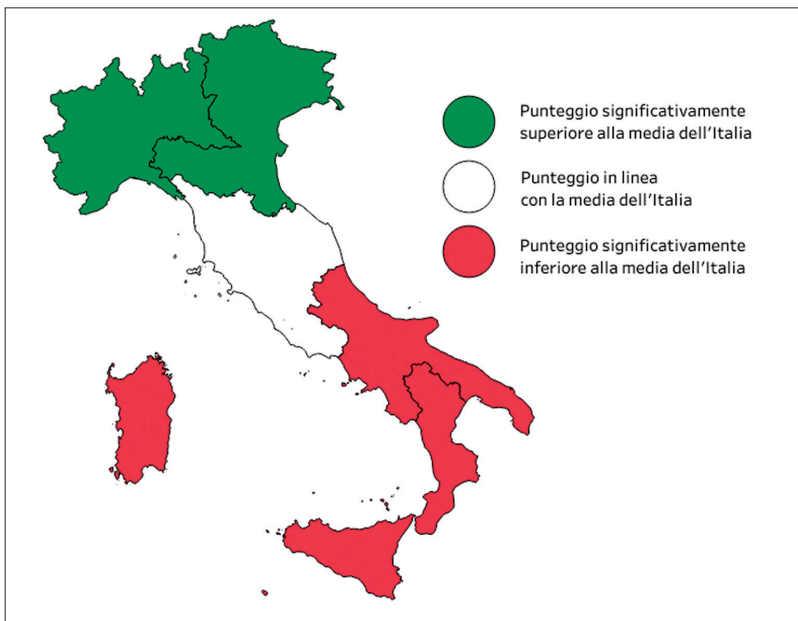 Punteggio significativamente
superiore alla media dell'Italia
Punteggio in linea
con la media dell'Italia
Punteggio significativamente
inferiore alla media dell'Italia